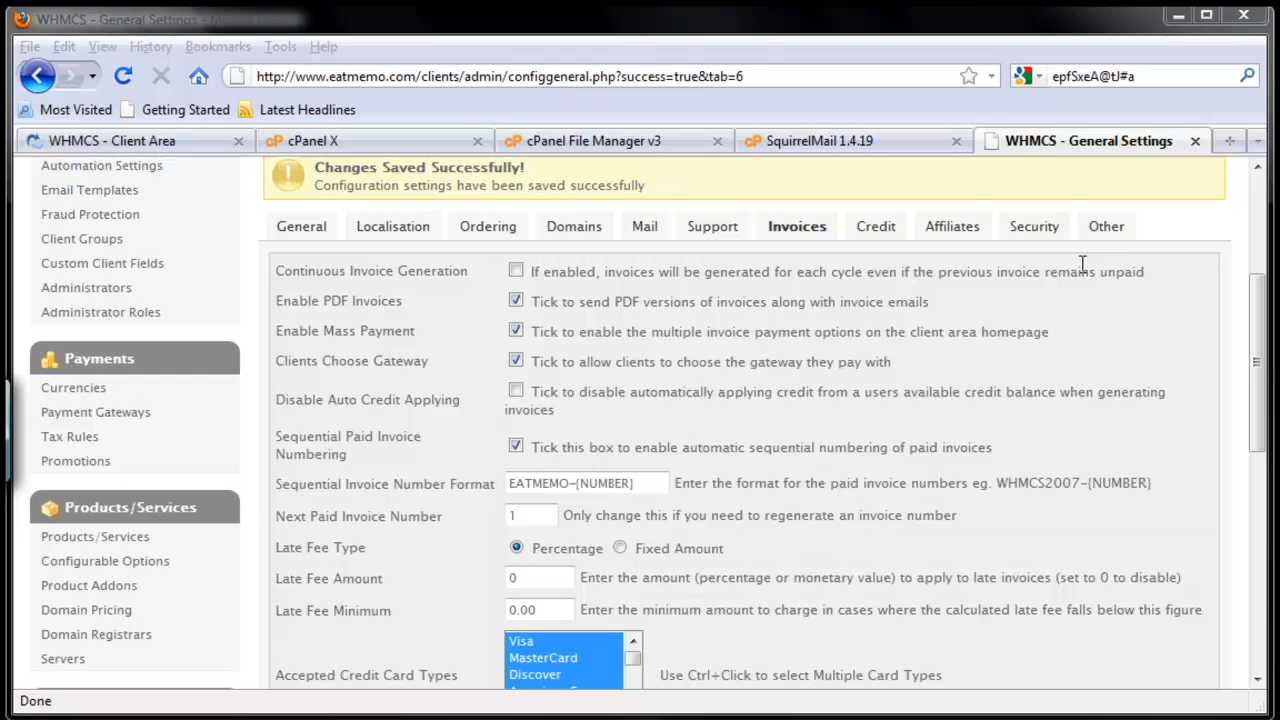 WHMCS - General Settings -
File Edit View History Bookmarks Tools Help
http://www.eatmemo.com/clients/admin/configgeneral.php?success=true&tab=6
epfSxeA@tJ#a
Most Visited Getting Started Latest Headlines
WHMCS - Client Area cPanel X cPanel File Manager v3 SquirrelMail 1.4.19 WHMCS - General Settings
Automation Settings
Email Templates
Fraud Protection
Client Groups
Custom Client Fields
Administrators
Administrator Roles
Payments
Currencies
Payment Gateways
Tax Rules
Promotions
Products/Services
Products/Services
Configurable Options
Product Addons
Domain Pricing
Domain Registrars
Servers
Changes Saved Successfully!
Configuration settings have been saved successfully
General Localisation Ordering Domains Mail Support Invoices Credit Affiliates Security Other
Continuous Invoice Generation If enabled, invoices will be generated for each cycle even if the previous invoice remains unpaid
Enable PDF Invoices Tick to send PDF versions of invoices along with invoice emails
Enable Mass Payment Tick to enable the multiple invoice payment options on the client area homepage
Clients Choose Gateway Tick to allow clients to choose the gateway they pay with
Disable Auto Credit Applying Tick to disable automatically applying credit from a users available credit balance when generating
invoices
Sequential Paid Invoice
Numbering Tick this box to enable automatic sequential numbering of paid invoices
Sequential Invoice Number Format EATMEMO-{NUMBER} Enter the format for the paid invoice numbers eg. WHMCS2007-{NUMBER}
Next Paid Invoice Number 1 Only change this if you need to regenerate an invoice number
Late Fee Type Percentage Fixed Amount
Late Fee Amount 0 Enter the amount (percentage or monetary value) to apply to late invoices (set to 0 to disable)
Late Fee Minimum 0.00 Enter the minimum amount to charge in cases where the calculated late fee falls below this figure
Visa
MasterCard
Discover
Accepted Credit Card Types Use Ctrl+Click to select Multiple Card Types
Done